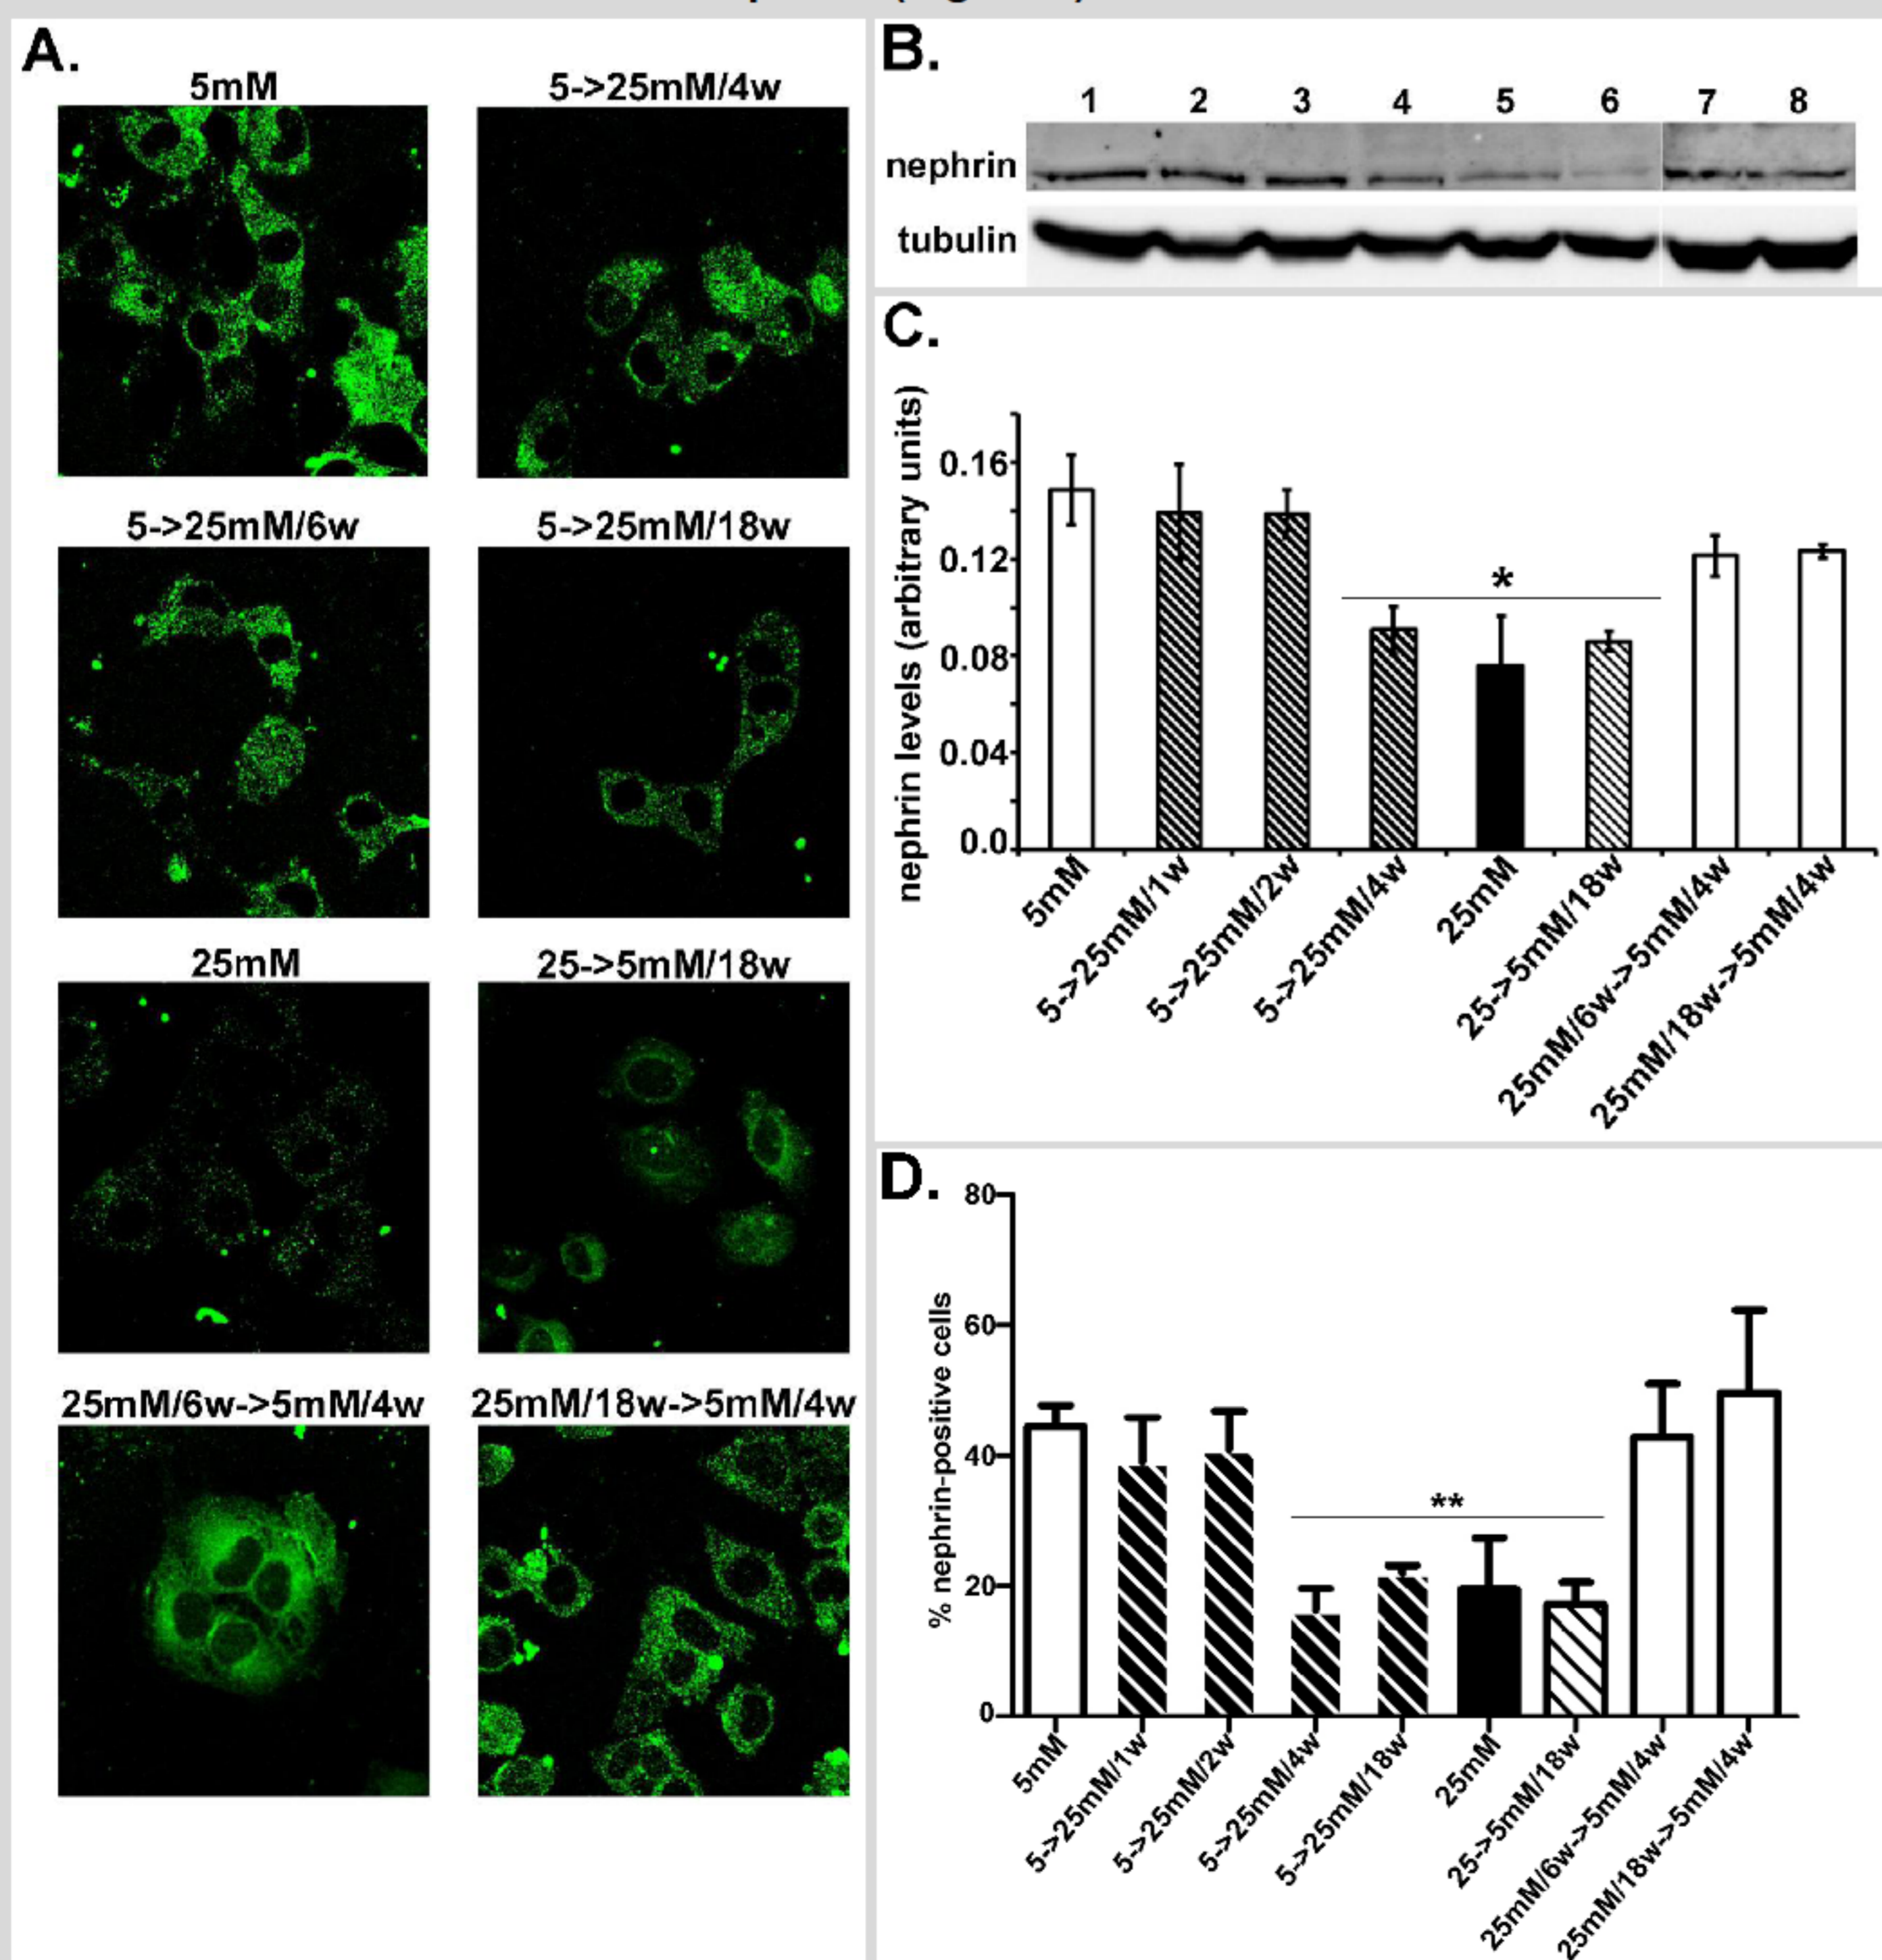 A.
5mM
5->25mM/4w
5->25mM/6w
5->25mM/18w
25mM
25->5mM/18w
25mM/6w->5mM/4w
25mM/18w->5mM/4w
B.
1 2 3 4 5 6 7 8
nephrin
tubulin
C.
nephrin levels (arbitrary units)
0.16
0.12
0.08
0.04
0.0
*
5mM
5->25mM/1w
5->25mM/2w
5->25mM/4w
25mM
25->5mM/18w
25mM/6w->5mM/4w
25mM/18w->5mM/4w
D.
% nephrin-positive cells
80
60
40
20
0
**
5mM
5->25mM/1w
5->25mM/2w
5->25mM/4w
5->25mM/18w
25mM
25->5mM/18w
25mM/6w->5mM/4w
25mM/18w->5mM/4w